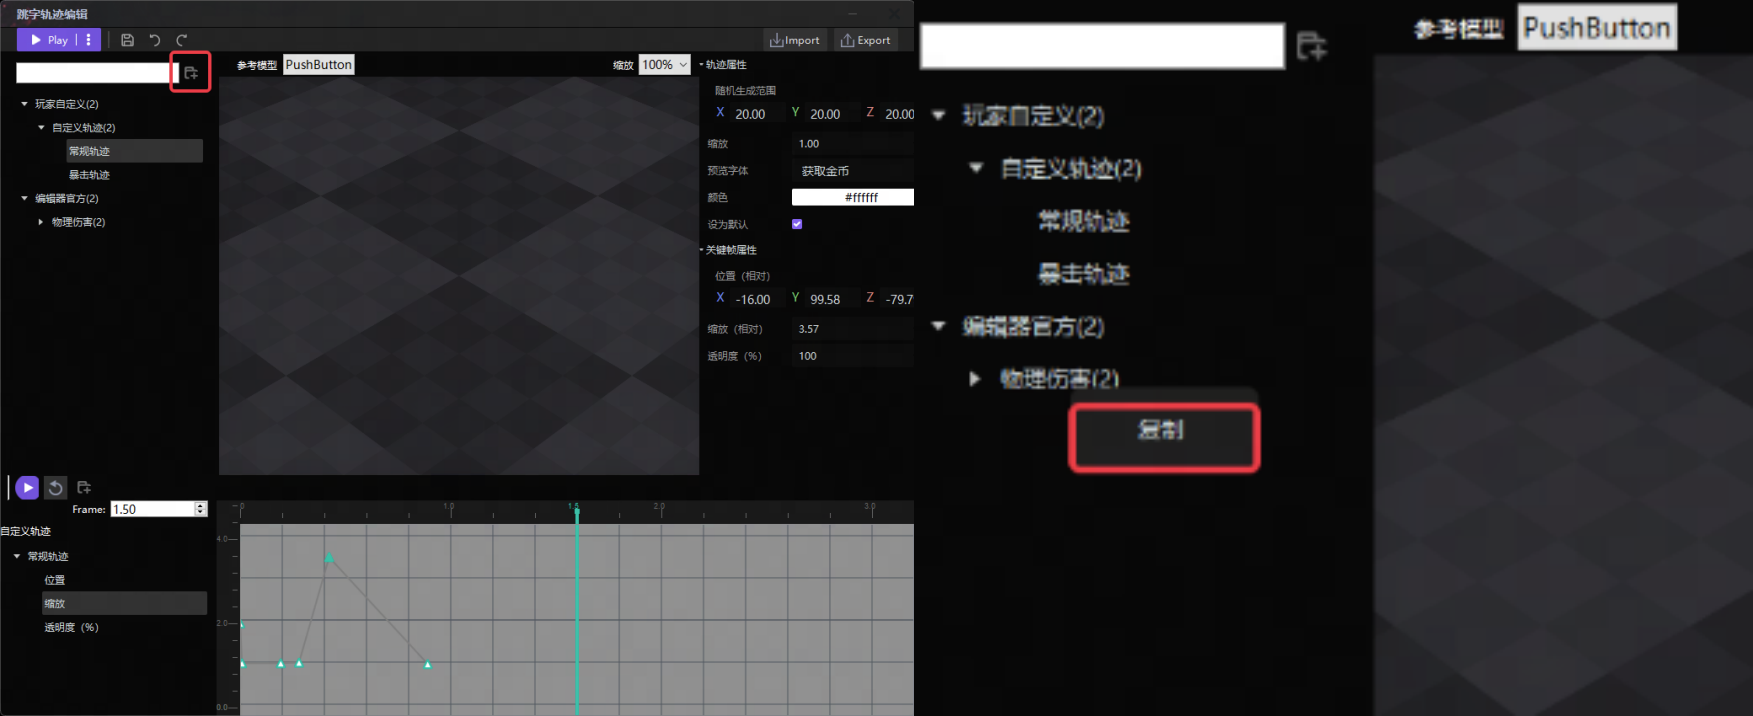 跳字轨迹编辑
Play
Import
Export
参考模型 PushButton
缩放 100%
玩家自定义(2)
自定义轨迹(2)
常规轨迹
暴击轨迹
编辑器官方(2)
物理伤害(2)
轨迹属性
随机生成范围
X 20.00 Y 20.00 Z 20.00
缩放 1.00
预览字体 获取金币
颜色 #ffffff
设为默认
关键帧属性
位置（相对）
X -16.00 Y 99.58 Z -79.7
缩放（相对） 3.57
透明度（%） 100
Frame: 1.50
自定义轨迹
常规轨迹
位置
缩放
透明度（%）
0 1.0 1.5 2.0 3.0
4.0
2.0
0.0
参考模型 PushButton
玩家自定义(2)
自定义轨迹(2)
常规轨迹
暴击轨迹
编辑器官方(2)
物理伤害(2)
复制